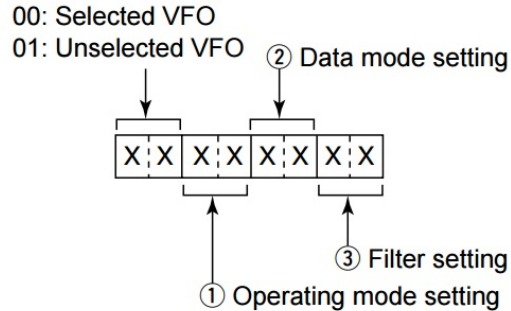 00: Selected VFO
01: Unselected VFO
② Data mode setting
X X X X X X X X
③ Filter setting
① Operating mode setting